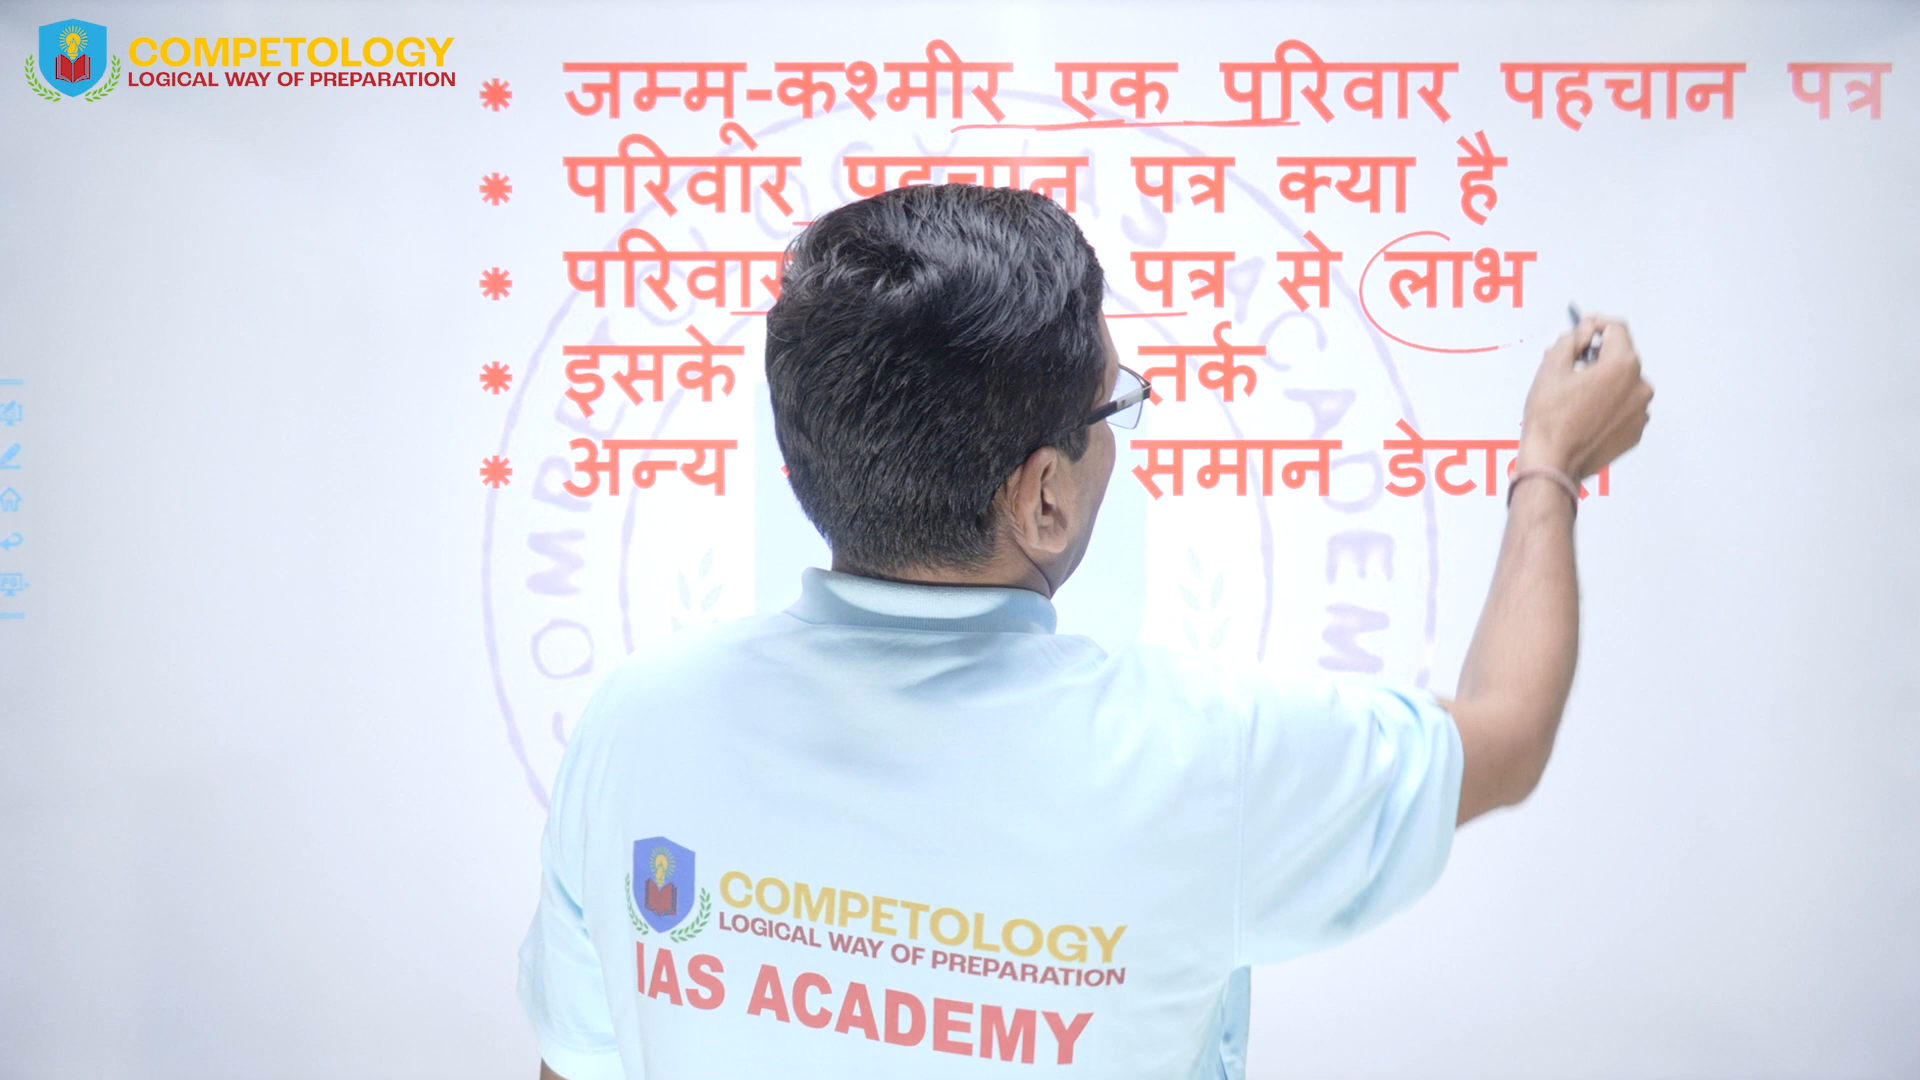 COMPETOLOGY
LOGICAL WAY OF PREPARATION
* जम्मू-कश्मीर एक परिवार पहचान पत्र
* परिवार पहचान पत्र क्या है
* परिवार पत्र से लाभ
* इसके तर्क
* अन्य समान
COMPETOLOGY
LOGICAL WAY OF PREPARATION
IAS ACADEMY